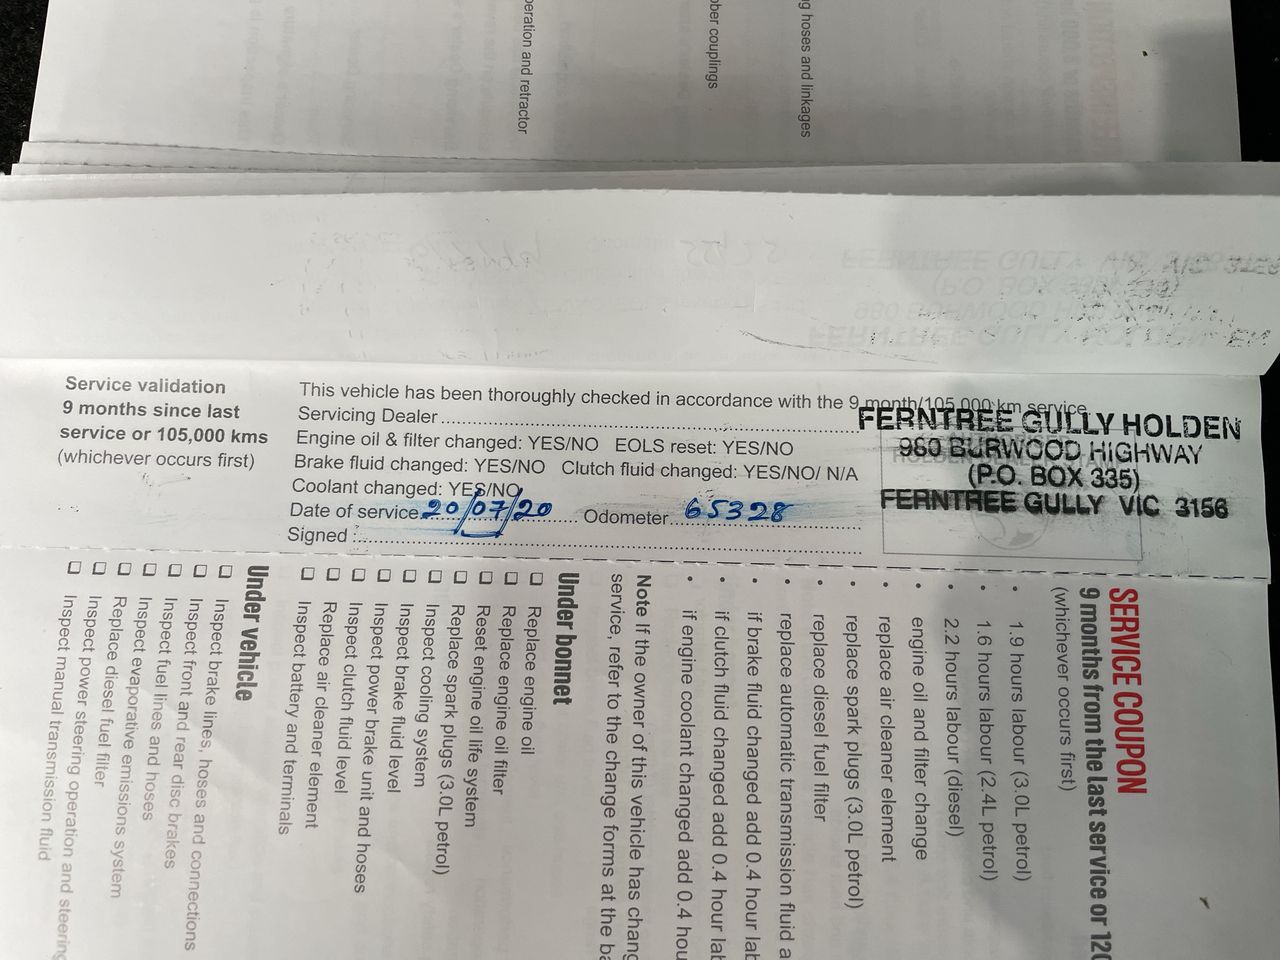 peration and retractor
ber couplings
g hoses and linkages
Service validation
9 months since last
service or 105,000 kms
(whichever occurs first)
This vehicle has been thoroughly checked in accordance with the 9 month/105,000 km service
Servicing Dealer
Engine oil & filter changed: YES/NO EOLS reset: YES/NO
Brake fluid changed: YES/NO Clutch fluid changed: YES/NO/ N/A
Coolant changed: YES/NO
Date of service 20/07/20 Odometer 65328
Signed :
FERNTREE GULLY HOLDEN
960 BURWOOD HIGHWAY
(P.O. BOX 335)
FERNTREE GULLY VIC 3156
SERVICE COUPON
9 months from the last service or 120
(whichever occurs first)
• 1.9 hours labour (3.0L petrol)
• 1.6 hours labour (2.4L petrol)
• 2.2 hours labour (diesel)
• engine oil and filter change
• replace air cleaner element
• replace spark plugs (3.0L petrol)
• replace diesel fuel filter
• replace automatic transmission fluid a
• if brake fluid changed add 0.4 hour lab
• if clutch fluid changed add 0.4 hour lab
• if engine coolant changed add 0.4 hou
Note If the owner of this vehicle has chang
service, refer to the change forms at the ba
Under bonnet
Replace engine oil
Replace engine oil filter
Reset engine oil life system
Replace spark plugs (3.0L petrol)
Inspect cooling system
Inspect brake fluid level
Inspect power brake unit and hoses
Inspect clutch fluid level
Replace air cleaner element
Inspect battery and terminals
Under vehicle
Inspect brake lines, hoses and connections
Inspect front and rear disc brakes
Inspect fuel lines and hoses
Inspect evaporative emissions system
Replace diesel fuel filter
Inspect power steering operation and steering
Inspect manual transmission fluid